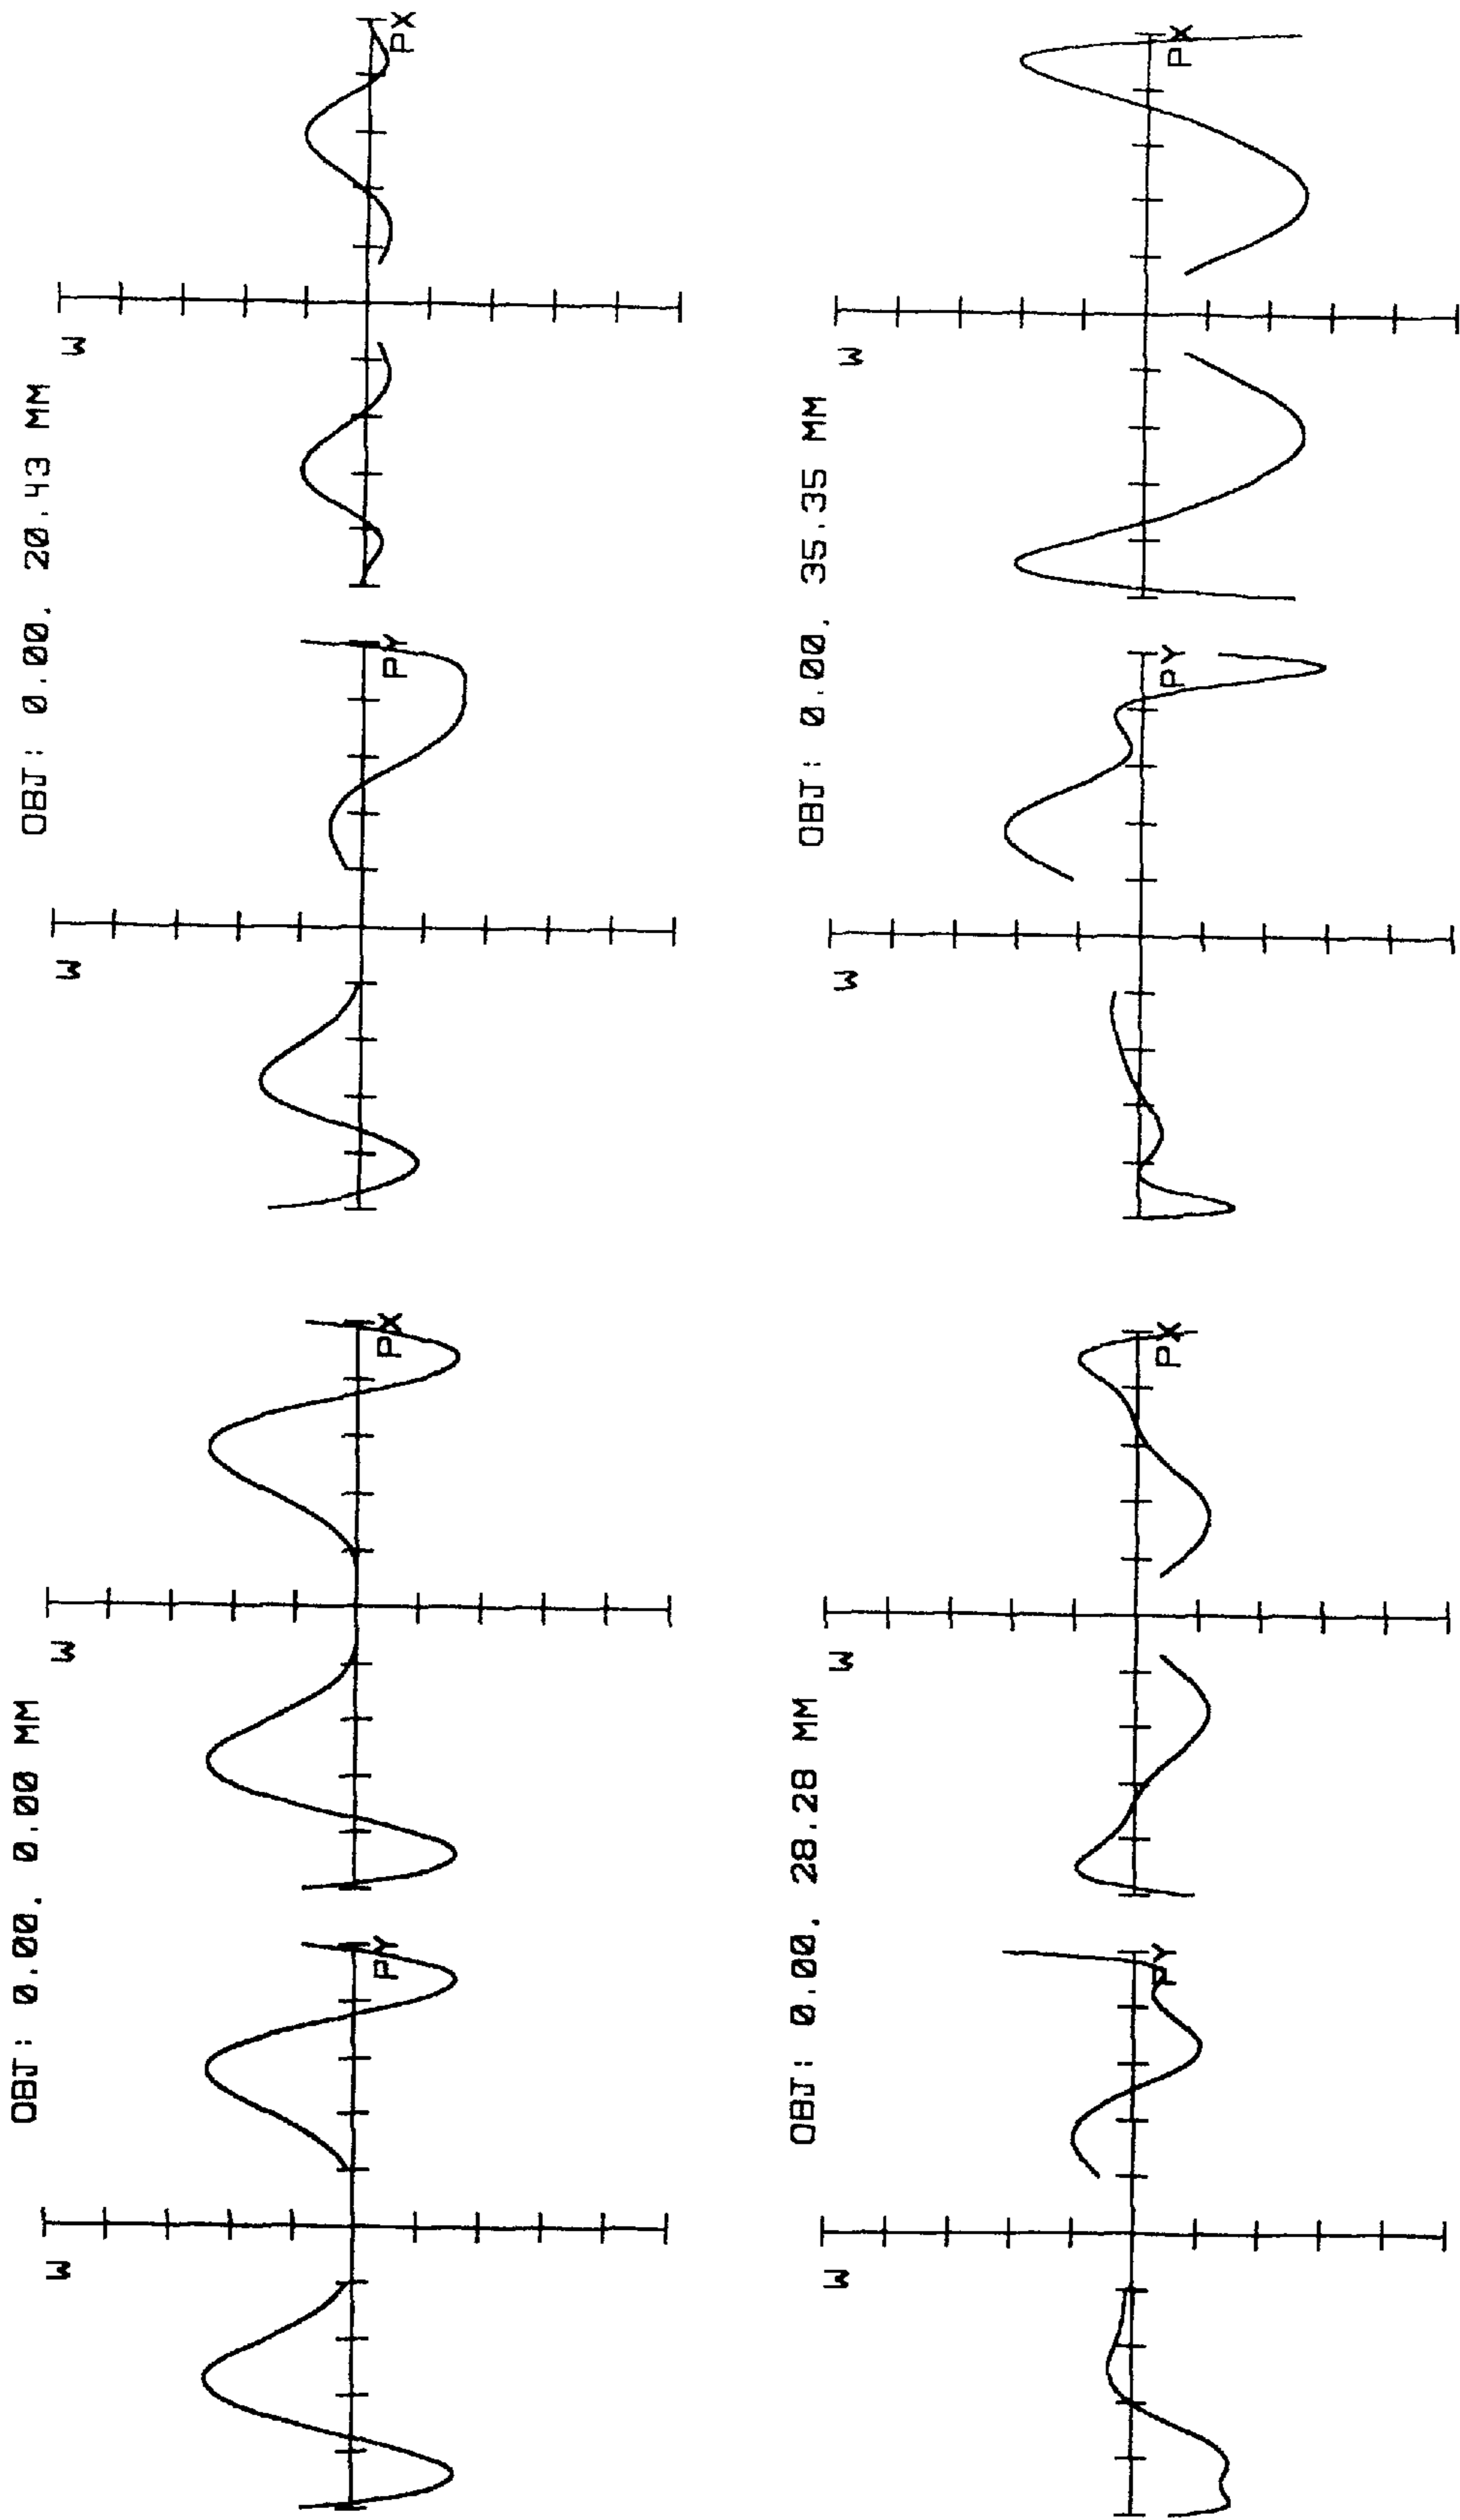 OBJ: 0.00, 0.00 MM
W
PY
W
PX
OBJ: 0.00, 20.43 MM
W
PY
W
PX
OBJ: 0.00, 28.28 MM
W
PY
W
PX
OBJ: 0.00, 35.35 MM
W
PY
W
PX